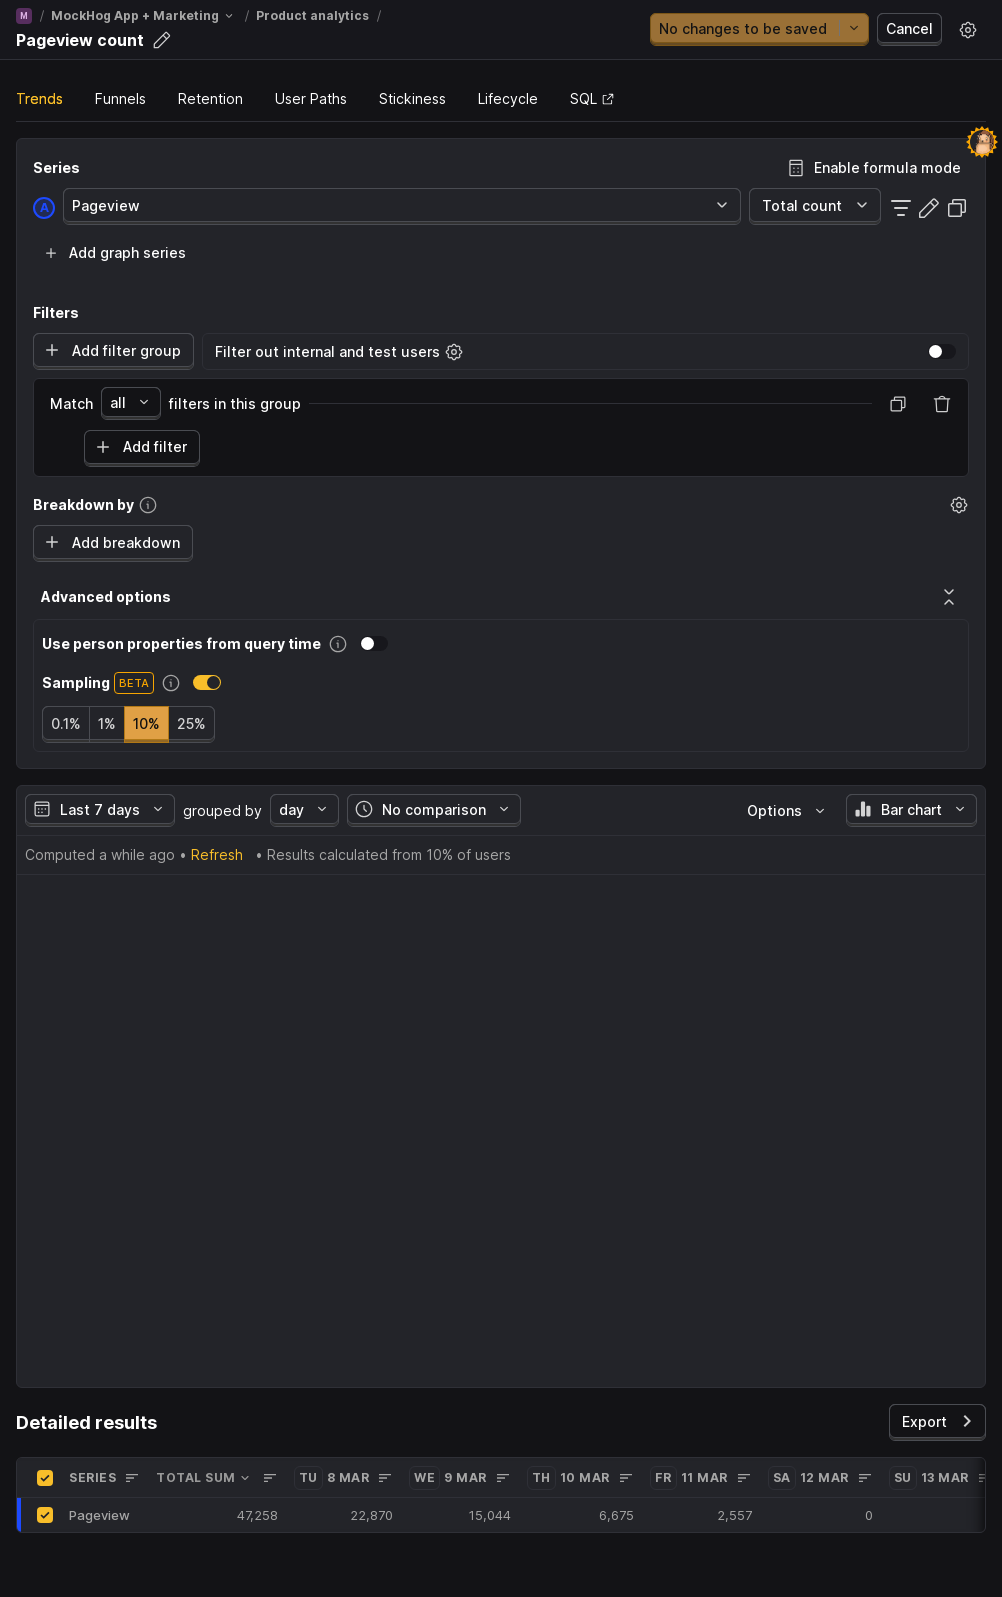 M / MockHog App + Marketing / Product analytics /
Pageview count
No changes to be saved
Cancel
Trends Funnels Retention User Paths Stickiness Lifecycle SQL
Series
Enable formula mode
A Pageview Total count
Add graph series
Filters
Add filter group Filter out internal and test users
Match all filters in this group
Add filter
Breakdown by
Add breakdown
Advanced options
Use person properties from query time
Sampling BETA
0.1% 1% 10% 25%
Last 7 days grouped by day No comparison Options Bar chart
Computed a while ago • Refresh • Results calculated from 10% of users
Detailed results
Export
SERIES TOTAL SUM TU 8 MAR WE 9 MAR TH 10 MAR FR 11 MAR SA 12 MAR SU 13 MAR
Pageview 47,258 22,870 15,044 6,675 2,557 0